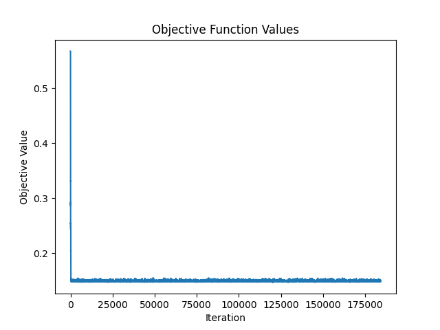 Objective Function Values
Objective Value
0.5
0.4
0.3
0.2
0 25000 50000 75000 100000 125000 150000 175000
Iteration